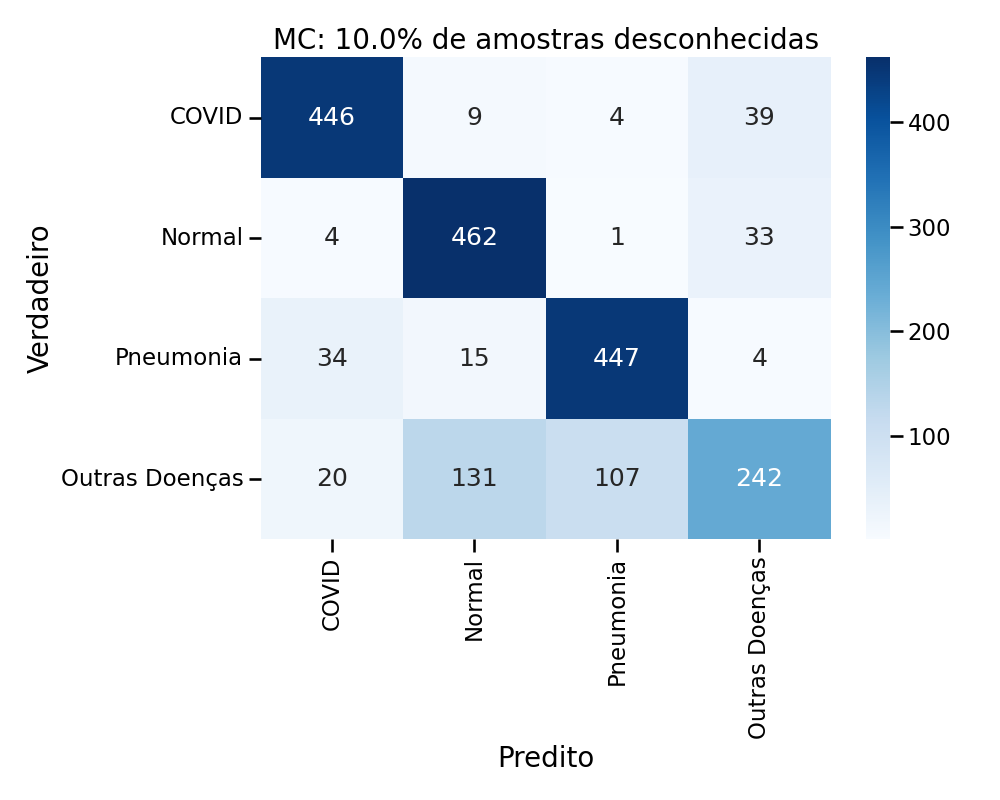 MC: 10.0% de amostras desconhecidas
Verdadeiro
COVID 446 9 4 39
Normal 4 462 1 33
Pneumonia 34 15 447 4
Outras Doenças 20 131 107 242
COVID Normal Pneumonia Outras Doenças
Predito
400
300
200
100